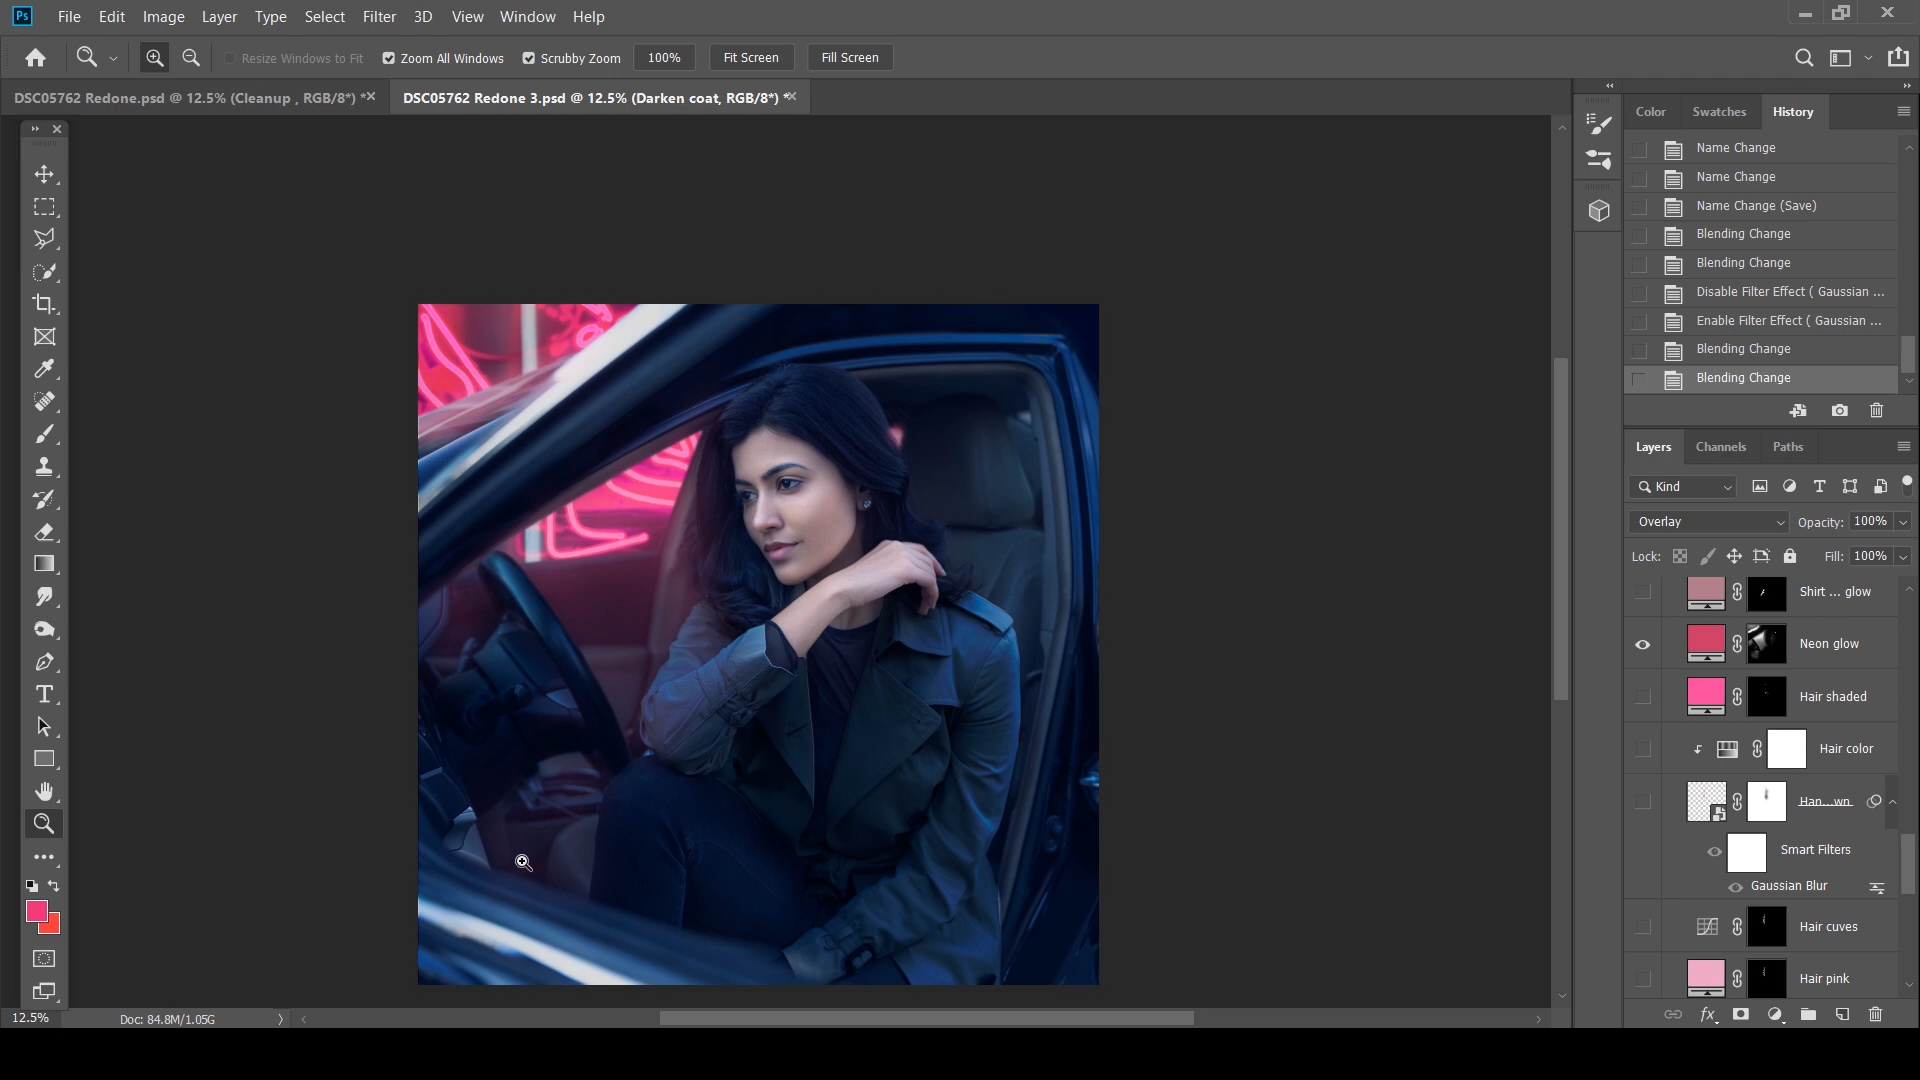 Ps File Edit Image Layer Type Select Filter 3D View Window Help
Resize Windows to Fit Zoom All Windows Scrubby Zoom 100% Fit Screen Fill Screen
DSC05762 Redone.psd @ 12.5% (Cleanup , RGB/8*) * DSC05762 Redone 3.psd @ 12.5% (Darken coat, RGB/8*) *
Color Swatches History
Name Change
Name Change
Name Change (Save)
Blending Change
Blending Change
Disable Filter Effect ( Gaussian ...
Enable Filter Effect ( Gaussian ...
Blending Change
Blending Change
Layers Channels Paths
Kind
Overlay Opacity: 100%
Lock: Fill: 100%
Shirt ... glow
Neon glow
Hair shaded
Hair color
Han...wn
Smart Filters
Gaussian Blur
Hair cuves
Hair pink
fx
12.5% Doc: 84.8M/1.05G